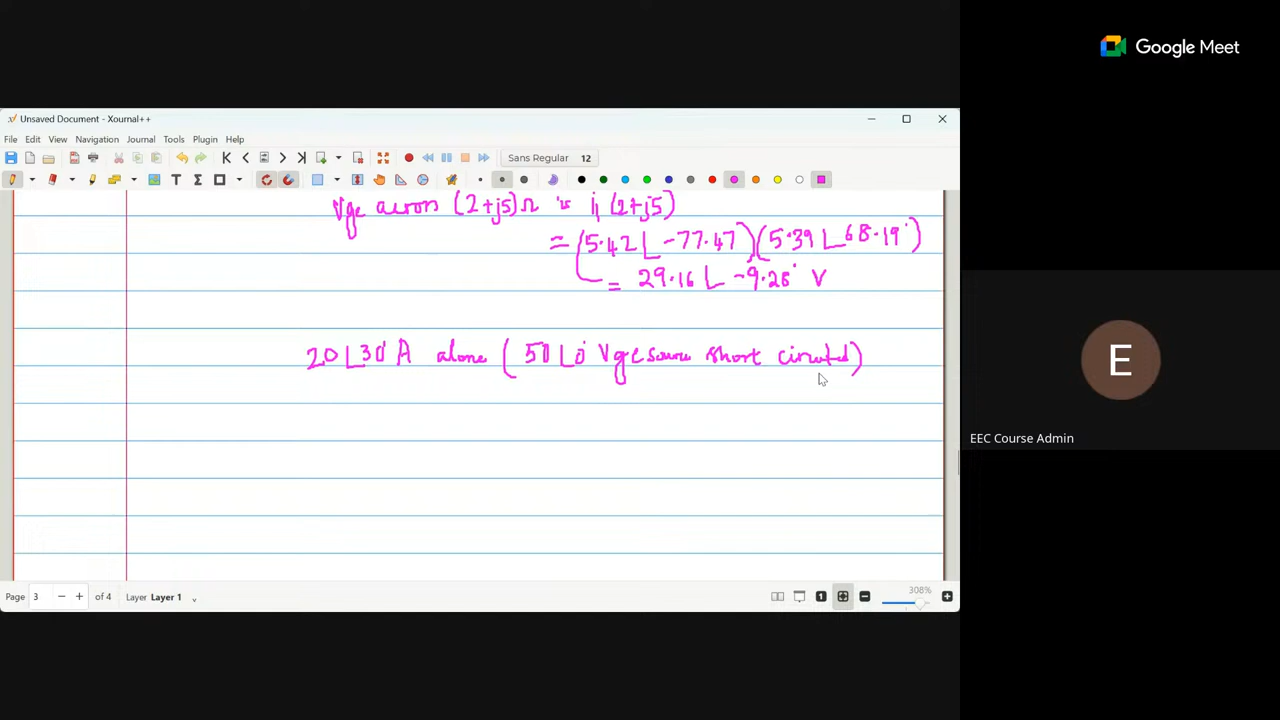 Google Meet
Unsaved Document - Xournal++
File Edit View Navigation Journal Tools Plugin Help
Sans Regular 12
Vge across (2+j5)Ω is i1 (2+j5)
= (5.42∠-77.47°)(5.39∠68.19°)
= 29.16∠-9.28° V
20∠30° A alone (50∠0° Vge source short circuited)
E
EEC Course Admin
Page 3 of 4 Layer Layer 1 308%